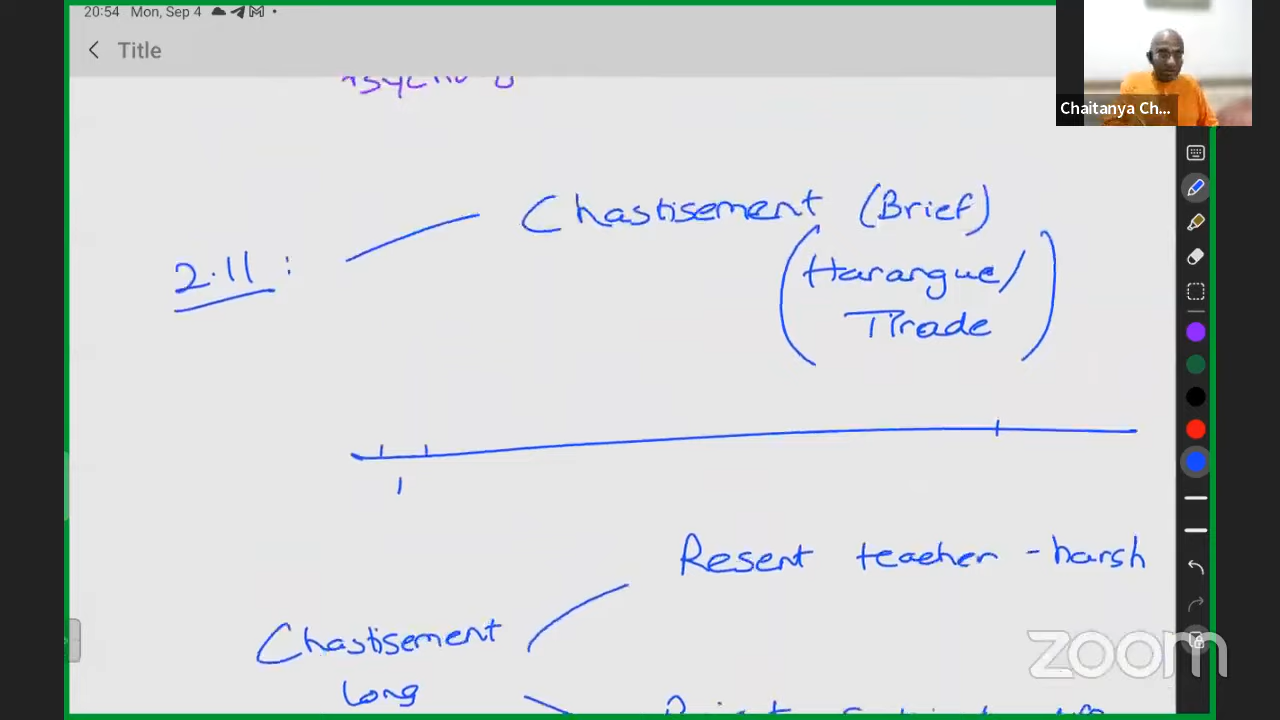 20:54 Mon, Sep 4
Title
Chaitanya Ch...
Chastisement (Brief)
2.11 :
(Harangue/
Tirade)
1
Resent teacher - harsh
Chastisement
Long
zoom